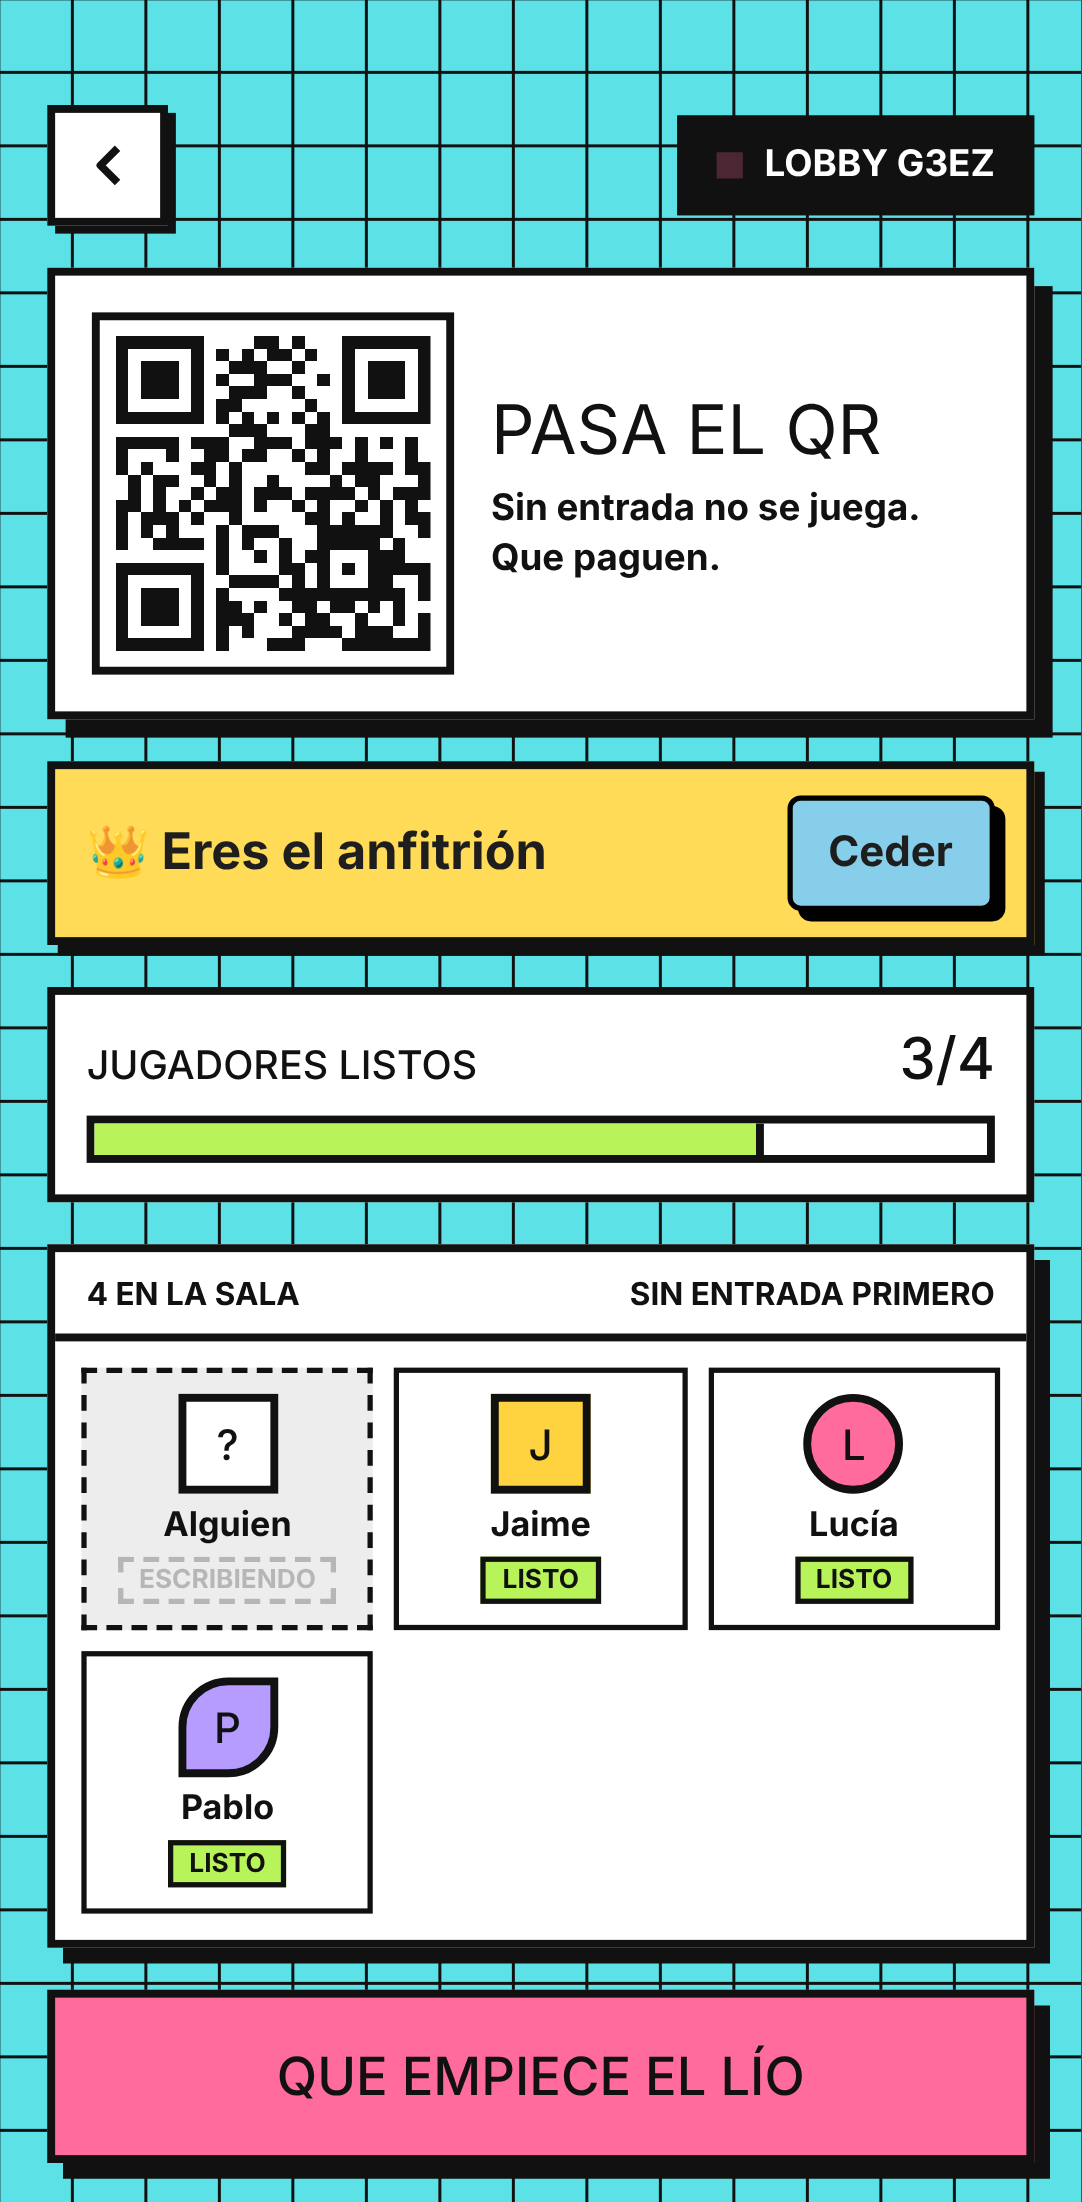 LOBBY G3EZ
PASA EL QR
Sin entrada no se juega.
Que paguen.
👑 Eres el anfitrión
Ceder
JUGADORES LISTOS
3/4
4 EN LA SALA
SIN ENTRADA PRIMERO
?
Alguien
ESCRIBIENDO
J
Jaime
LISTO
L
Lucía
LISTO
P
Pablo
LISTO
QUE EMPIECE EL LÍO